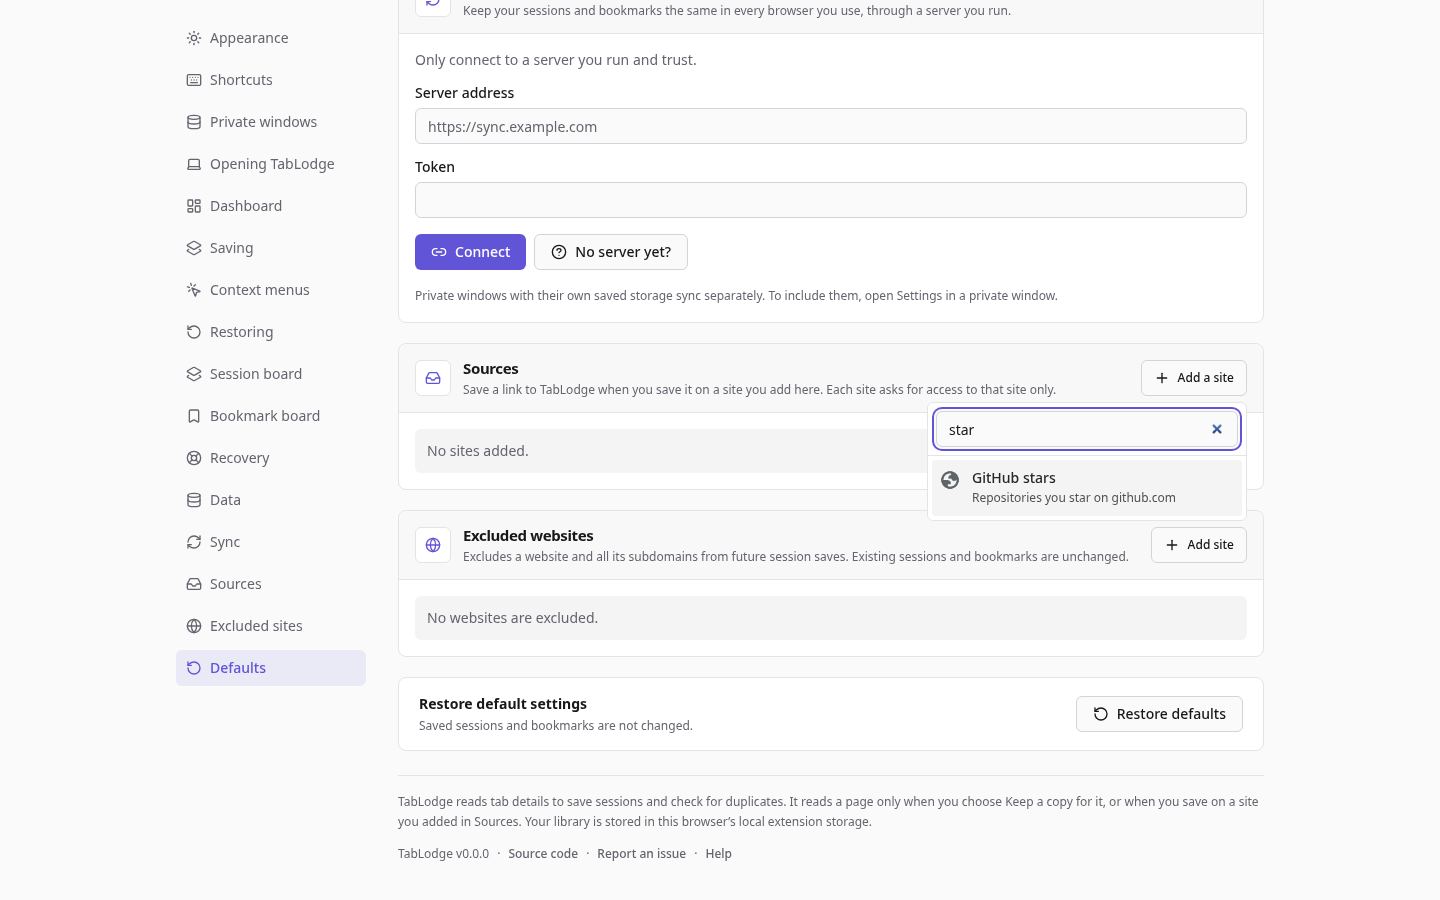 Keep your sessions and bookmarks the same in every browser you use, through a server you run.
Appearance
Shortcuts
Private windows
Opening TabLodge
Dashboard
Saving
Context menus
Restoring
Session board
Bookmark board
Recovery
Data
Sync
Sources
Excluded sites
Defaults
Only connect to a server you run and trust.
Server address
https://sync.example.com
Token
Connect
No server yet?
Private windows with their own saved storage sync separately. To include them, open Settings in a private window.
Sources
Save a link to TabLodge when you save it on a site you add here. Each site asks for access to that site only.
Add a site
star
GitHub stars
Repositories you star on github.com
No sites added.
Excluded websites
Excludes a website and all its subdomains from future session saves. Existing sessions and bookmarks are unchanged.
Add site
No websites are excluded.
Restore default settings
Saved sessions and bookmarks are not changed.
Restore defaults
TabLodge reads tab details to save sessions and check for duplicates. It reads a page only when you choose Keep a copy for it, or when you save on a site
you added in Sources. Your library is stored in this browser’s local extension storage.
TabLodge v0.0.0 · Source code · Report an issue · Help